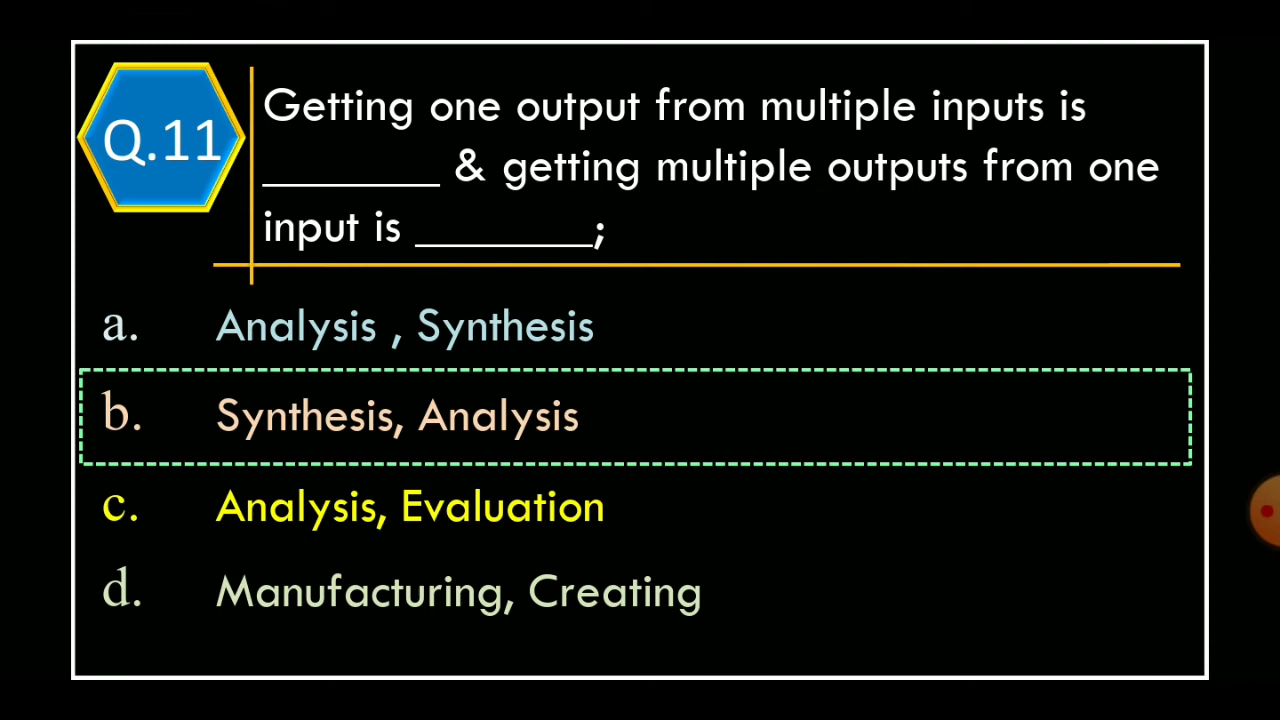 Q.11
Getting one output from multiple inputs is
________ & getting multiple outputs from one
input is ________;
a. Analysis , Synthesis
b. Synthesis, Analysis
c. Analysis, Evaluation
d. Manufacturing, Creating